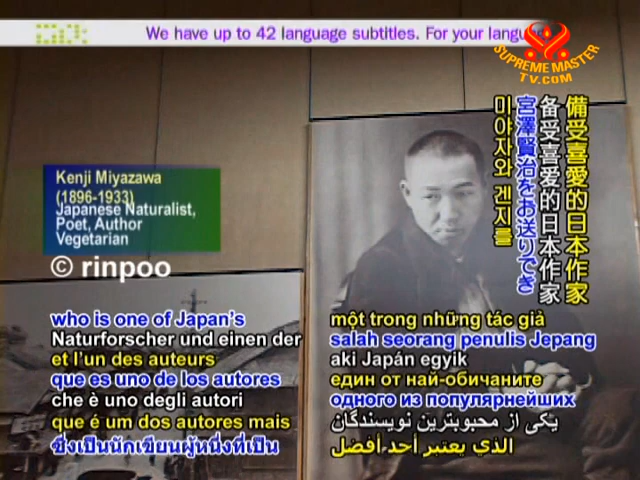 We have up to 42 language subtitles. For your langu
SUPREME MASTER
TV.COM
Kenji Miyazawa
(1896-1933)
Japanese Naturalist,
Poet, Author
Vegetarian
© rinpoo
備受喜愛的日本作家
备受喜爱的日本作家
宮澤賢治をお送りでき
미야자와 겐지를
who is one of Japan's
Naturforscher und einen der
et l'un des auteurs
que es uno de los autores
che è uno degli autori
que é um dos autores mais
ซึ่งเป็นนักเขียนผู้หนึ่งที่เป็น
một trong những tác giả
salah seorang penulis Jepang
aki Japán egyik
един от най-обичаните
одного из популярнейших
یکی از محبوبترین نویسندگان
الذي يعتبر أحد أفضل